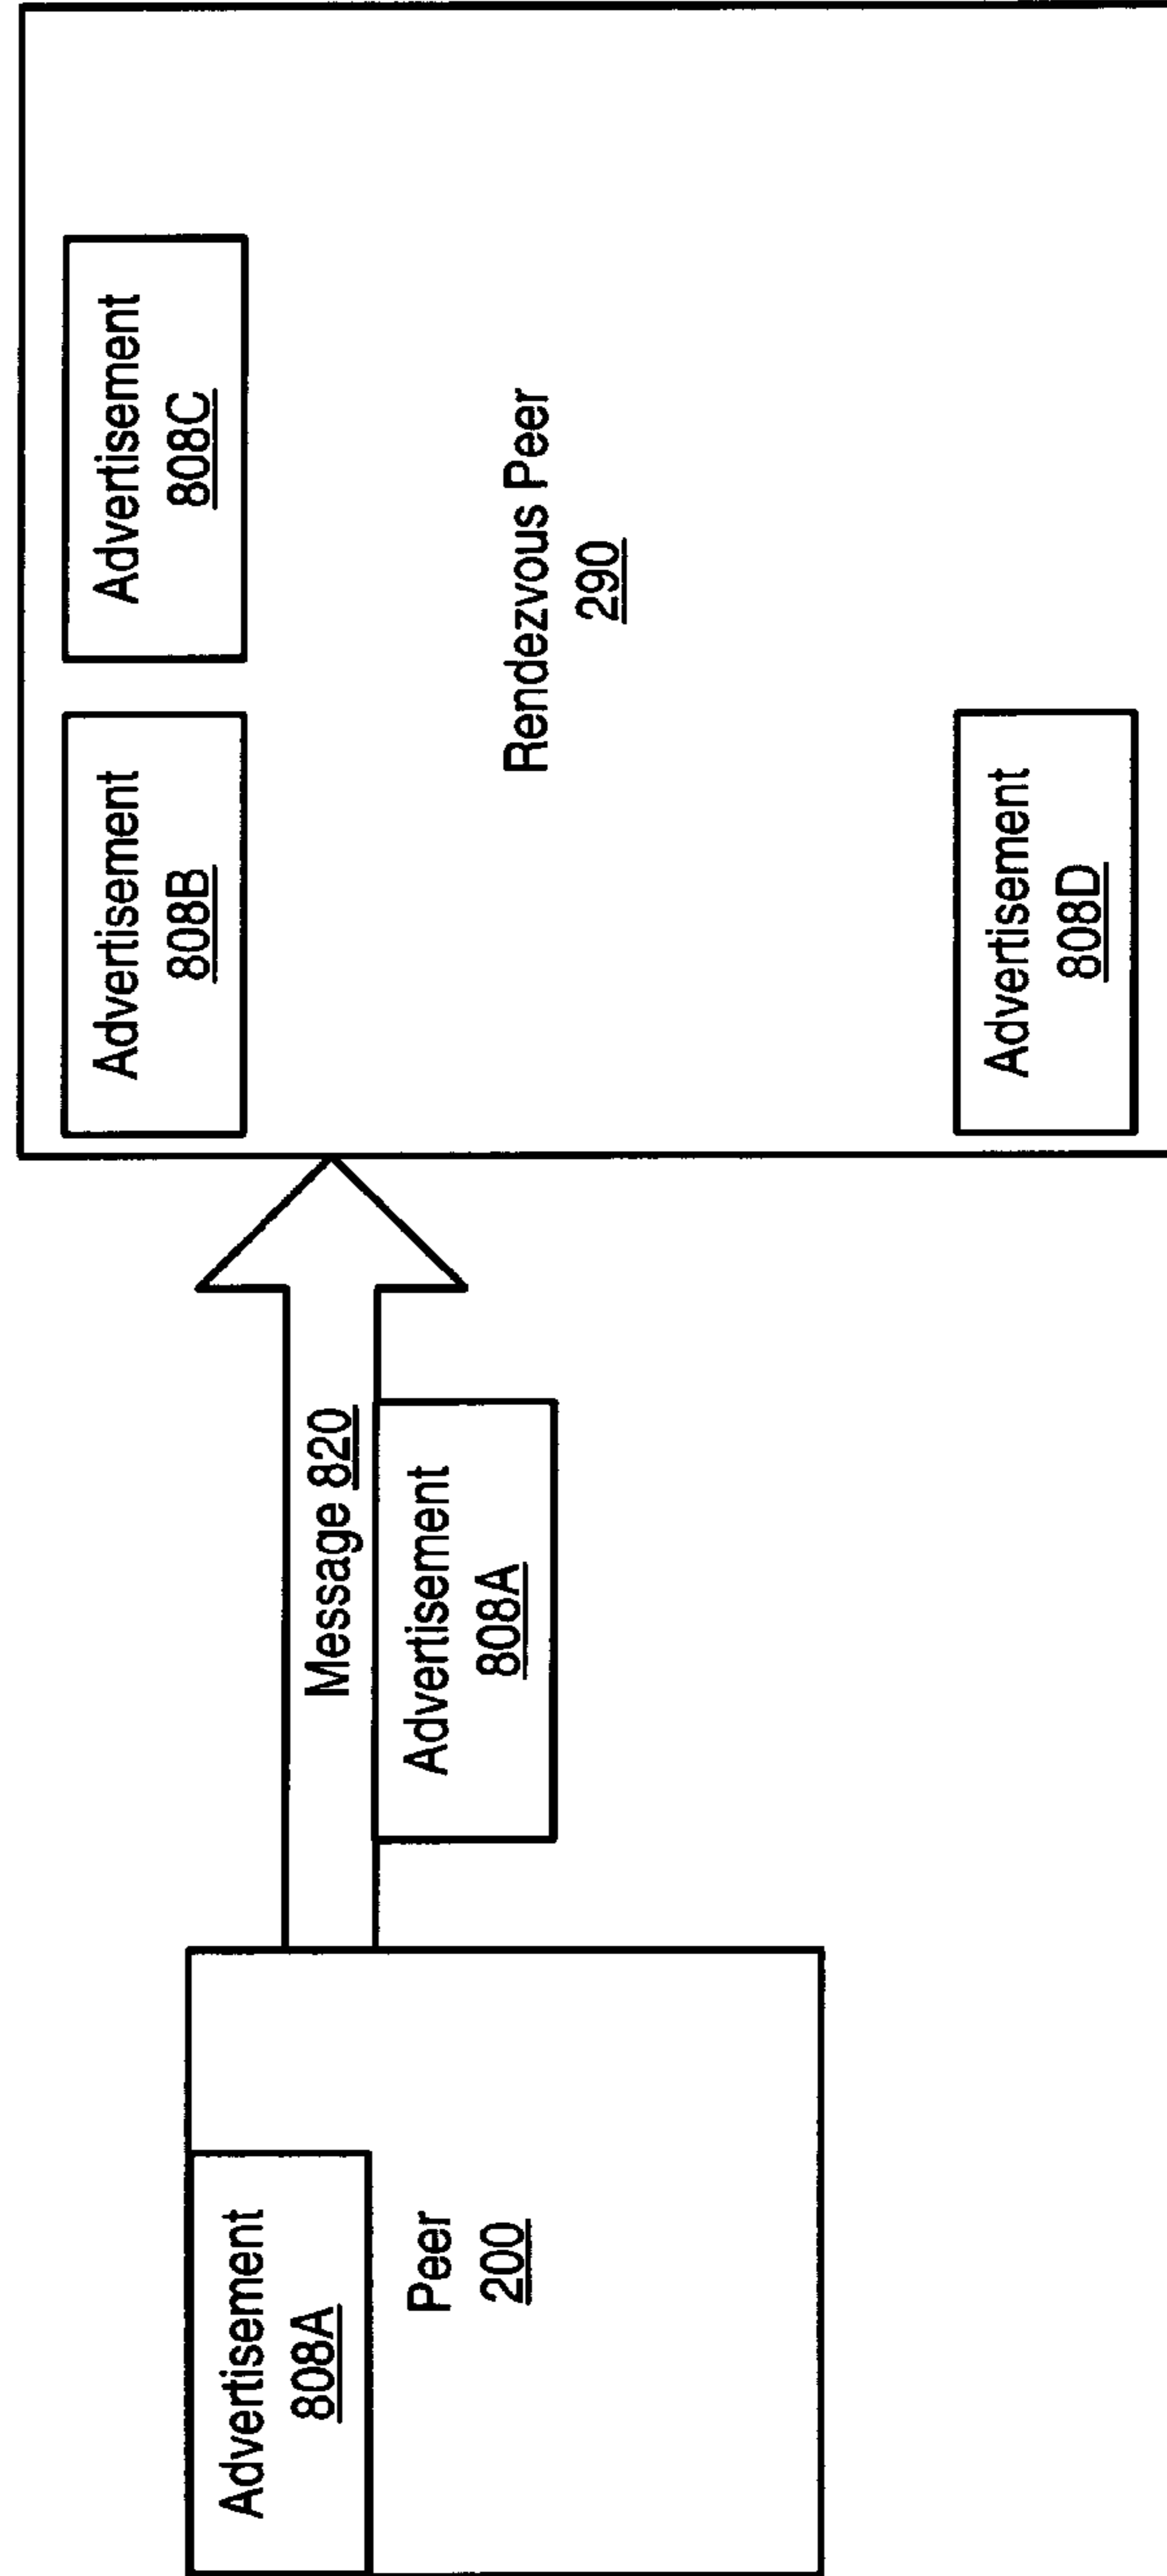 Advertisement
808A
Peer
200
Message 820
Advertisement
808A
Advertisement
808B
Advertisement
808C
Rendezvous Peer
290
Advertisement
808D